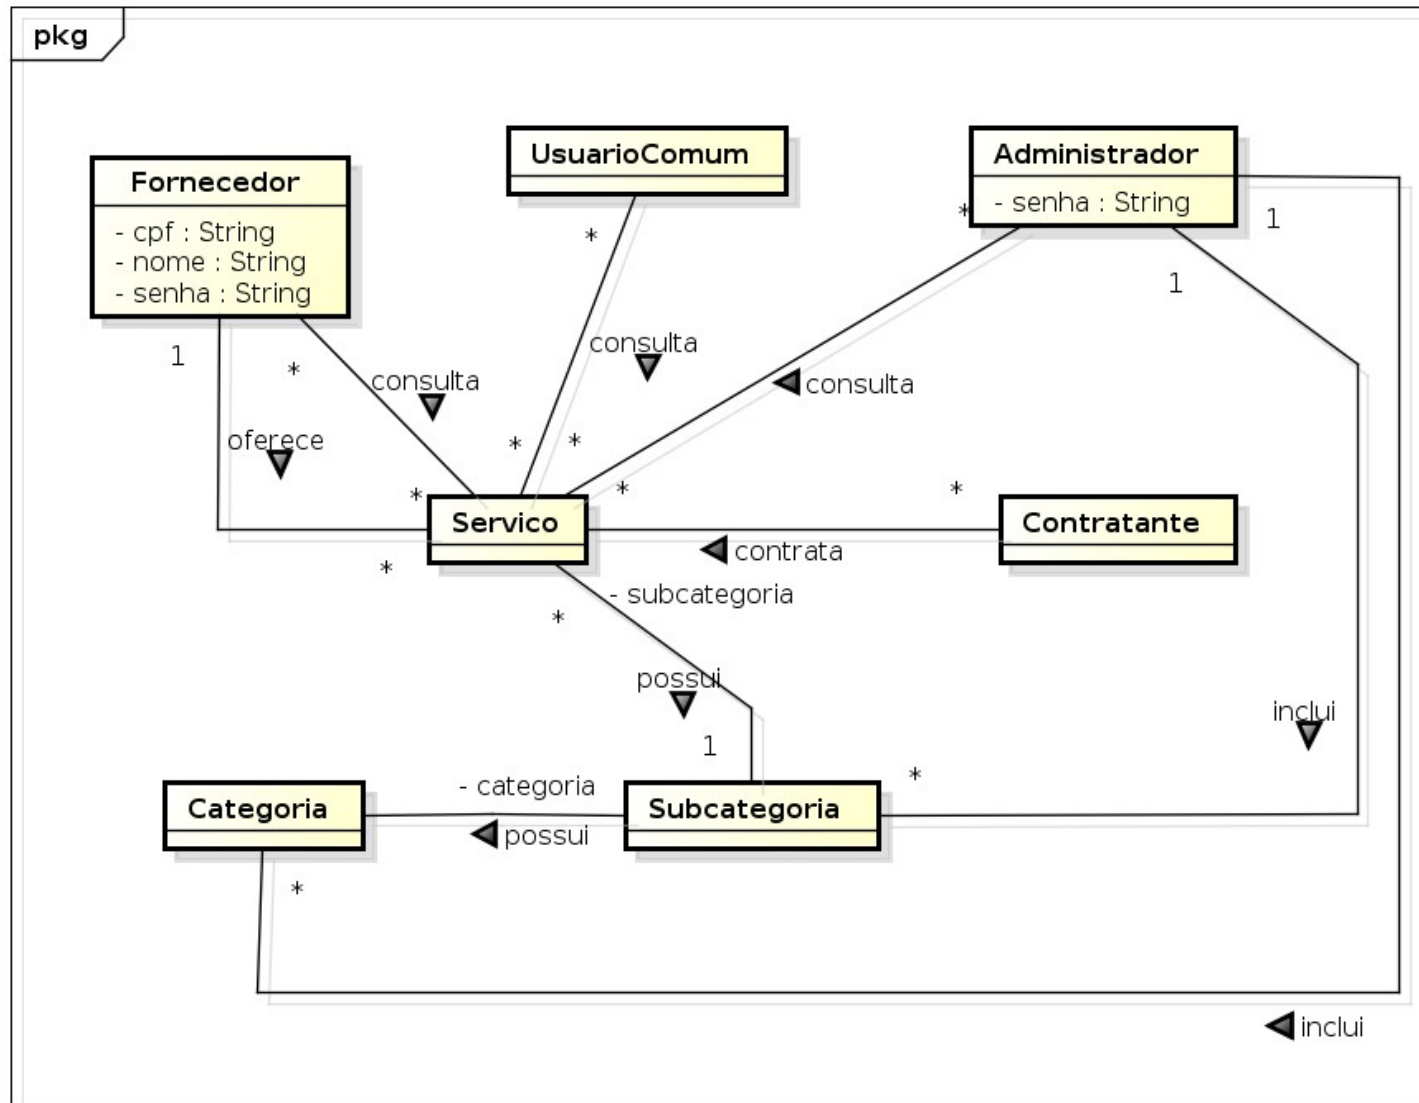 pkg
UsuarioComum
Administrador
- senha : String
Fornecedor
- cpf : String
- nome : String
- senha : String
*
*
1
1
1
*
consulta
consulta
consulta
oferece
*
*
*
*
*
Servico
Contratante
contrata
*
*
- subcategoria
possui
inclui
1
*
- categoria
Categoria
Subcategoria
possui
*
inclui